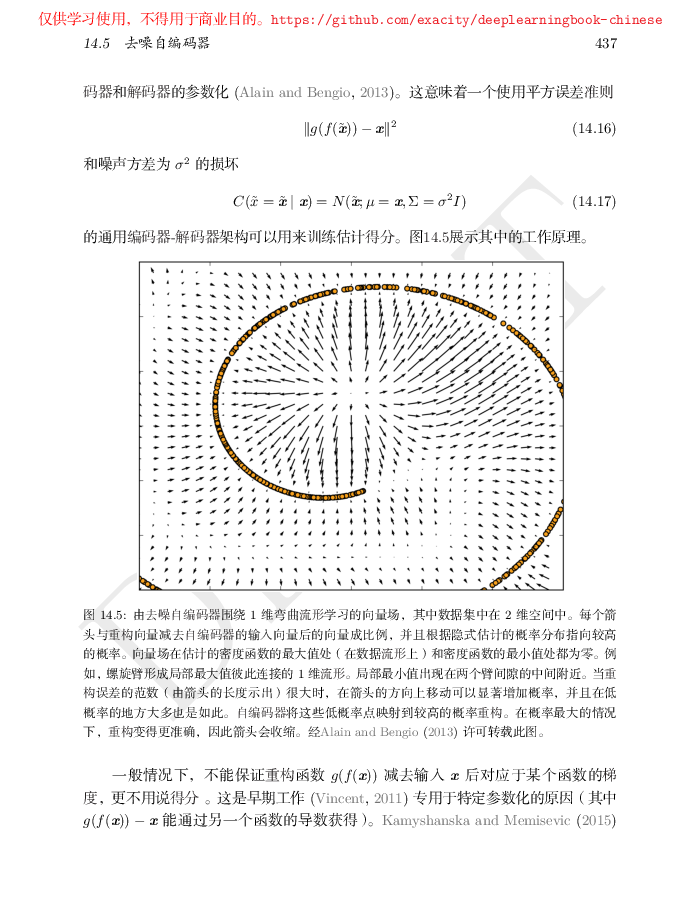 仅供学习使用，不得用于商业目的。https://github.com/exacity/deeplearningbook-chinese
14.5 去噪自编码器 437
码器和解码器的参数化 (Alain and Bengio, 2013)。这意味着一个使用平方误差准则
‖g(f(x̃)) − x‖² (14.16)
和噪声方差为 σ² 的损坏
C(x̃ = x̃ | x) = N(x̃; μ = x, Σ = σ²I) (14.17)
的通用编码器-解码器架构可以用来训练估计得分。图14.5展示其中的工作原理。
图 14.5: 由去噪自编码器围绕 1 维弯曲流形学习的向量场，其中数据集中在 2 维空间中。每个箭
头与重构向量减去自编码器的输入向量后的向量成比例，并且根据隐式估计的概率分布指向较高
的概率。向量场在估计的密度函数的最大值处（在数据流形上）和密度函数的最小值处都为零。例
如，螺旋臂形成局部最大值彼此连接的 1 维流形。局部最小值出现在两个臂间隙的中间附近。当重
构误差的范数（由箭头的长度示出）很大时，在箭头的方向上移动可以显著增加概率，并且在低
概率的地方大多也是如此。自编码器将这些低概率点映射到较高的概率重构。在概率最大的情况
下，重构变得更准确，因此箭头会收缩。经Alain and Bengio (2013) 许可转载此图。
一般情况下，不能保证重构函数 g(f(x)) 减去输入 x 后对应于某个函数的梯
度，更不用说得分 。这是早期工作 (Vincent, 2011) 专用于特定参数化的原因（其中
g(f(x)) − x 能通过另一个函数的导数获得）。Kamyshanska and Memisevic (2015)
DRAFT